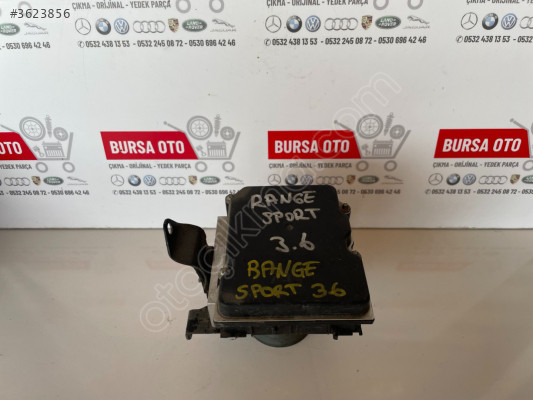 #3623856
ÇIKMA - ORİJİNAL - YEDEK PARÇA
0532 438 13 53 - 0532 245 08 72 - 0530 696 42 46
BURSA OTO
ÇIKMA - ORİJİNAL - YEDEK PARÇA
0532 438 13 53 - 0532 245 08 72 - 0530 696 42 46
BURSA OTO
BURSA OTO
ÇIKMA - ORİJİNAL - YEDEK PARÇA
0532 438 13 53 - 0532 245 08 72 - 0530 696 42 46
RANGE
SPORT
3.6
RANGE
SPORT 36